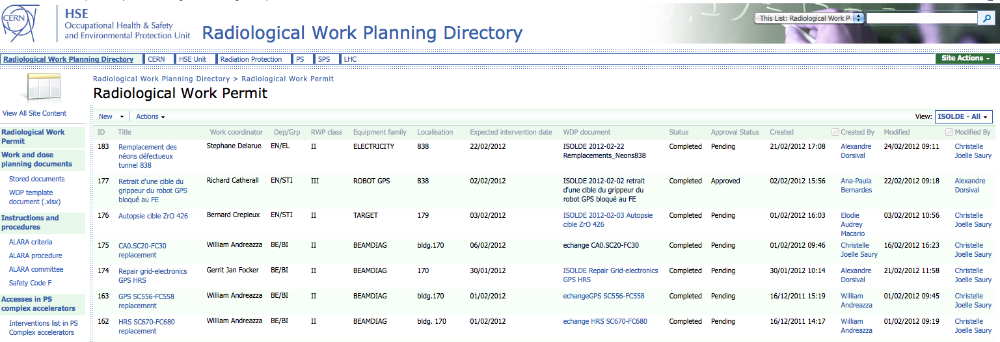 CERN
HSE
Occupational Health & Safety
and Environmental Protection Unit
Radiological Work Planning Directory
This List: Radiological Work P
Radiological Work Planning Directory CERN HSE Unit Radiation Protection PS SPS LHC
Site Actions
View All Site Content
Radiological Work
Permit
Work and dose
planning documents
Stored documents
WDP template
document (.xlsx)
Instructions and
procedures
ALARA criteria
ALARA procedure
ALARA committee
Safety Code F
Accesses in PS
complex accelerators
Interventions list in PS
Complex accelerators
Radiological Work Planning Directory > Radiological Work Permit
Radiological Work Permit
New Actions View: ISOLDE - All
ID Title Work coordinator Dep/Grp RWP class Equipment family Localisation Expected intervention date WDP document Status Approval Status Created Created By Modified Modified By
183 Remplacement des Stephane Delarue EN/EL II ELECTRICITY 838 22/02/2012 ISOLDE 2012-02-22 Completed Pending 21/02/2012 17:08 Alexandre 24/02/2012 09:11 Christelle
néons défectueux Remplacements_Neons838 Dorsival Joelle Saury
tunnel 838
177 Retrait d'une cible du Richard Catherall EN/STI III ROBOT GPS 838 02/02/2012 ISOLDE 2012-02-02 retrait Completed Approved 02/02/2012 15:56 Ana-Paula 22/02/2012 09:18 Alexandre
grippeur du robot GPS d'une cible du grippeur du Bernardes Dorsival
bloqué au FE robot GPS bloqué au FE
176 Autopsie cible ZrO 426 Bernard Crepieux EN/STI II TARGET 179 03/02/2012 ISOLDE 2012-02-03 Autopsie Completed Pending 01/02/2012 16:03 Elodie 03/02/2012 10:56 Christelle
cible ZrO 426 Audrey Joelle Saury
Macario
175 CA0.SC20-FC30 William Andreazza BE/BI II BEAMDIAG bldg.170 06/02/2012 echange CA0.SC20-FC30 Completed Pending 01/02/2012 09:46 Christelle 16/02/2012 16:23 Christelle
replacement Joelle Saury Joelle Saury
174 Repair grid-electronics Gerrit Jan Focker BE/BI II BEAMDIAG 170 30/01/2012 ISOLDE Repair Grid-electronics Completed Pending 30/01/2012 10:14 Alexandre 21/02/2012 11:58 Christelle
GPS HRS GPS HRS Dorsival Joelle Saury
163 GPS SC556-FC558 William Andreazza BE/BI II BEAMDIAG bldg.170 01/02/2012 echangeGPS SC556-FC558 Completed Pending 16/12/2011 15:19 William 01/02/2012 09:45 Christelle
replacement Andreazza Joelle Saury
162 HRS SC670-FC680 William Andreazza BE/BI II BEAMDIAG bldg. 170 01/02/2012 echange HRS SC670-FC680 Completed Pending 16/12/2011 14:17 William 01/02/2012 09:19 Christelle
replacement Andreazza Joelle Saury